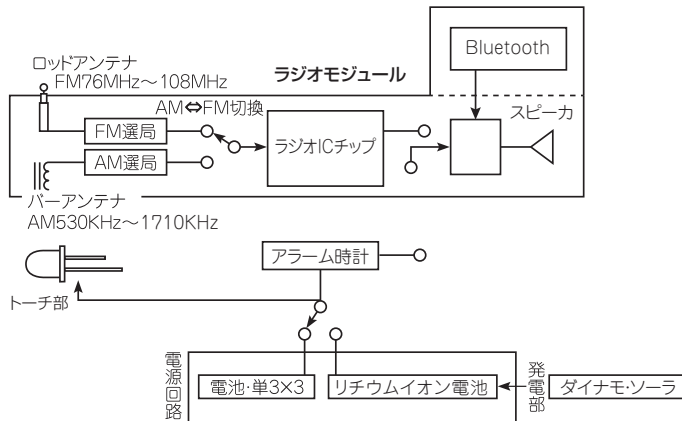 Bluetooth
ロッドアンテナ
FM76MHz～108MHz
ラジオモジュール
AM⇔FM切換
スピーカ
FM選局
ラジオICチップ
AM選局
バーアンテナ
AM530KHz～1710KHz
アラーム時計
トーチ部
電源回路
電池・単3×3
リチウムイオン電池
発電部
ダイナモ・ソーラ